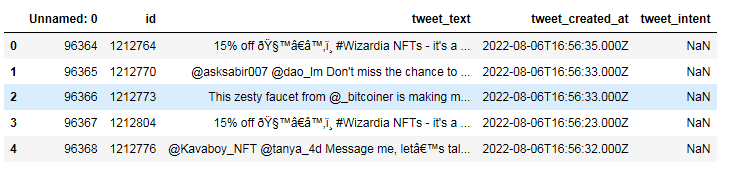 Unnamed: 0 id tweet_text tweet_created_at tweet_intent
0 96364 1212764 15% off ðŸ§™â€â™‚ï¸ #Wizardia NFTs - it's a ... 2022-08-06T16:56:35.000Z NaN
1 96365 1212770 @asksabir007 @dao_lm Don't miss the chance to ... 2022-08-06T16:56:33.000Z NaN
2 96366 1212773 This zesty faucet from @_bitcoiner is making m... 2022-08-06T16:56:33.000Z NaN
3 96367 1212804 15% off ðŸ§™â€â™‚ï¸ #Wizardia NFTs - it's a ... 2022-08-06T16:56:23.000Z NaN
4 96368 1212776 @Kavaboy_NFT @tanya_4d Message me, letâ€™s tal... 2022-08-06T16:56:32.000Z NaN